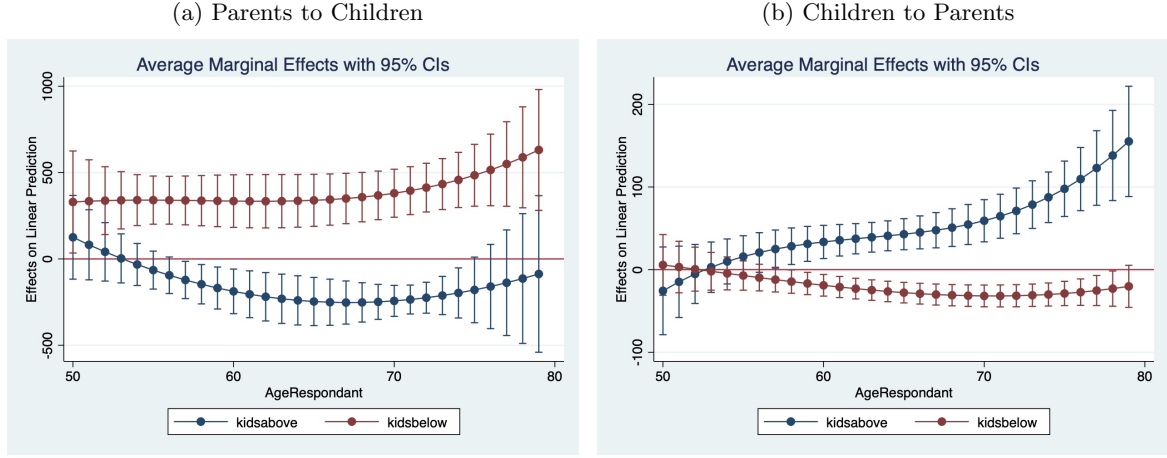 (a) Parents to Children
Average Marginal Effects with 95% CIs
Effects on Linear Prediction
1000
500
0
-500
50
60
70
80
AgeRespondant
kidsabove
kidsbelow
(b) Children to Parents
Average Marginal Effects with 95% CIs
Effects on Linear Prediction
200
100
0
-100
50
60
70
80
AgeRespondant
kidsabove
kidsbelow